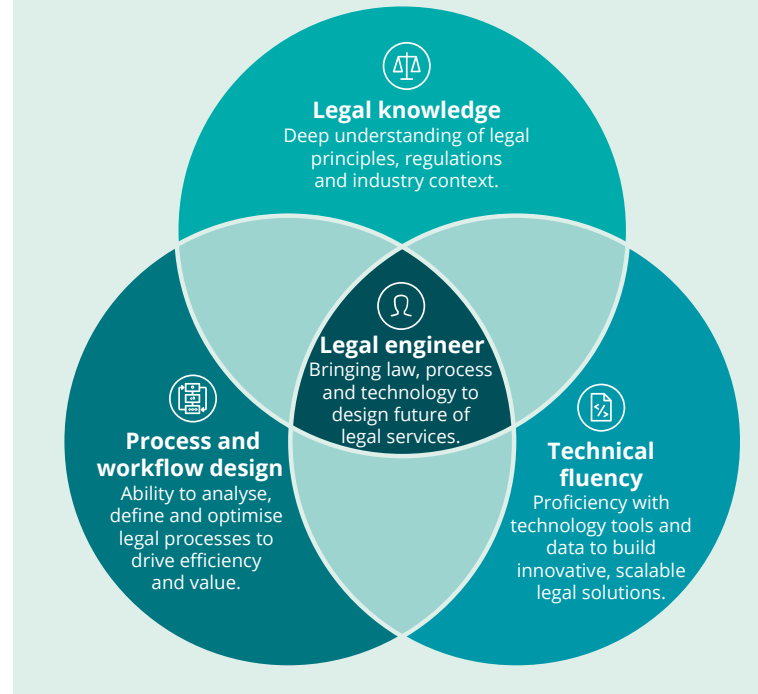 Legal knowledge
Deep understanding of legal
principles, regulations
and industry context.
Legal engineer
Bringing law, process
and technology to
design future of
legal services.
Process and
workflow design
Ability to analyse,
define and optimise
legal processes to
drive efficiency
and value.
Technical
fluency
Proficiency with
technology tools and
data to build
innovative, scalable
legal solutions.